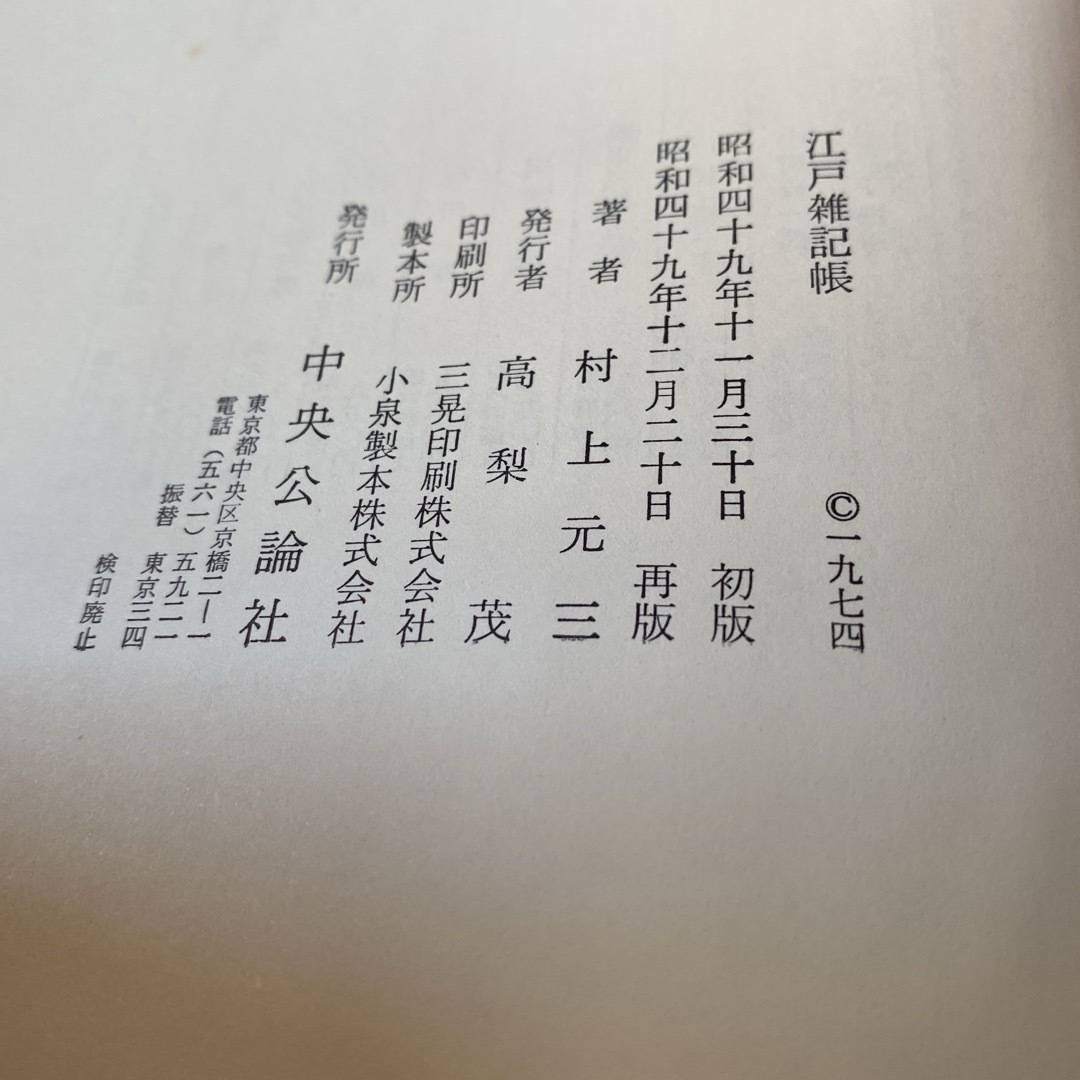 江戸雑記帳 ©一九七四
昭和四十九年十一月三十日 初版
昭和四十九年十二月二十日 再版
著者 村上元三
発行者 高梨茂
印刷所 三晃印刷株式会社
製本所 小泉製本株式会社
発行所 中央公論社
東京都中央区京橋二―一
電話(五六一)五九二一
振替 東京三四
検印廃止